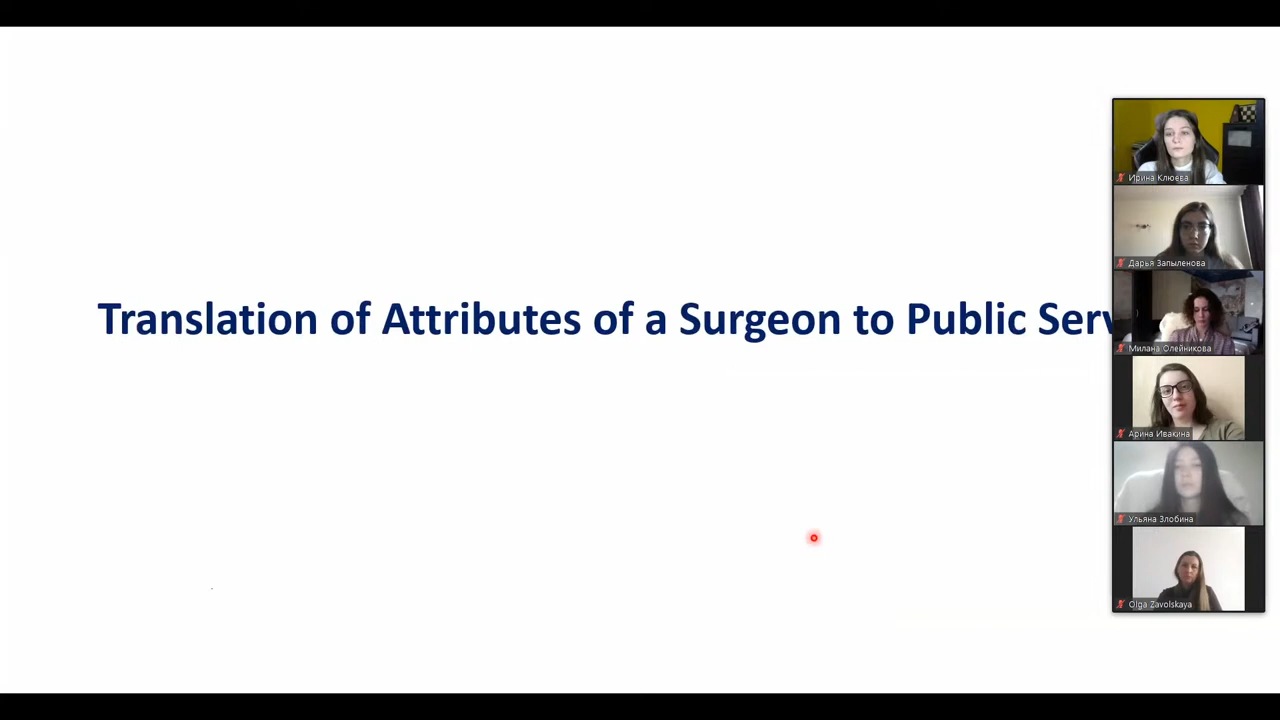 Translation of Attributes of a Surgeon to Public Serv
Ирина Клюева
Дарья Запыленова
Милана Олейникова
Арина Ивакина
Ульяна Злобина
Olga Zavolskaya